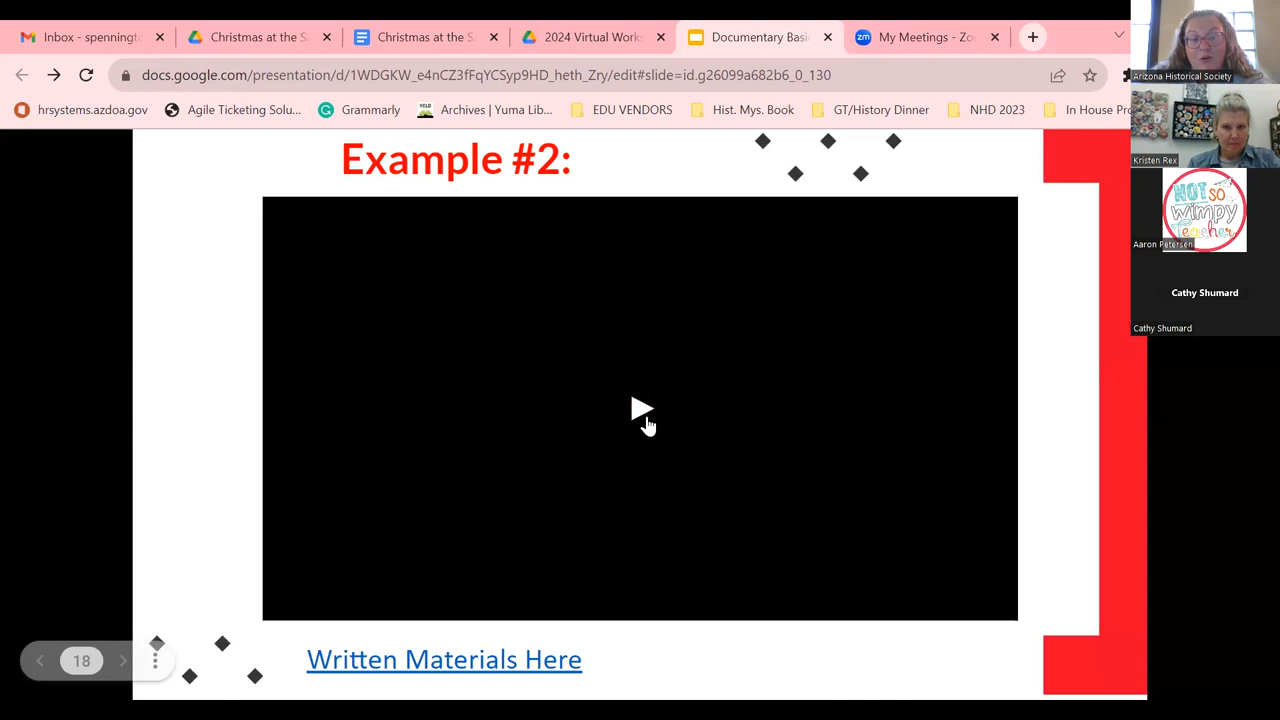 Inbox - spenningto
Christmas at the S
Christmas at the S
2024 Virtual Works
Documentary Basi
My Meetings - Zoo
docs.google.com/presentation/d/1WDGKW_e4nCZ3fFqYCSyp9HD_heth_Zry/edit#slide=id.g26099a682b6_0_130
hrsystems.azdoa.gov
Agile Ticketing Solu...
Grammarly
Archives | Yuma Lib...
EDU VENDORS
Hist. Mys. Book
GT/History Dinner
NHD 2023
In House Pro
Example #2:
Written Materials Here
18
Arizona Historical Society
Kristen Rex
NOT SO
wimpy
Teacher
Aaron Petersen
Cathy Shumard
Cathy Shumard